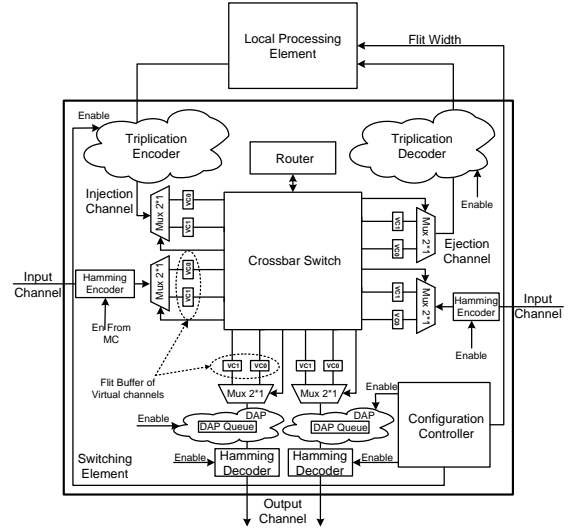 Local Processing
Element
Flit Width
Enable
Triplication
Encoder
Triplication
Decoder
Router
Enable
Injection
Channel
Mux 2*1
VC0
VC1
VC1
VC0
Mux 2*1
Ejection
Channel
Crossbar Switch
Input
Channel
Hamming
Encoder
Mux 2*1
VC0
VC1
VC1
VC0
Mux 2*1
Hamming
Encoder
Input
Channel
En From
MC
Enable
Flit Buffer of
Virtual channels
VC1
VC0
VC1
VC0
Mux 2*1
Mux 2*1
Enable
DAP
DAP Queue
DAP
DAP Queue
Enable
Configuration
Controller
Switching
Element
Enable
Hamming
Decoder
Hamming
Decoder
Enable
Output
Channel